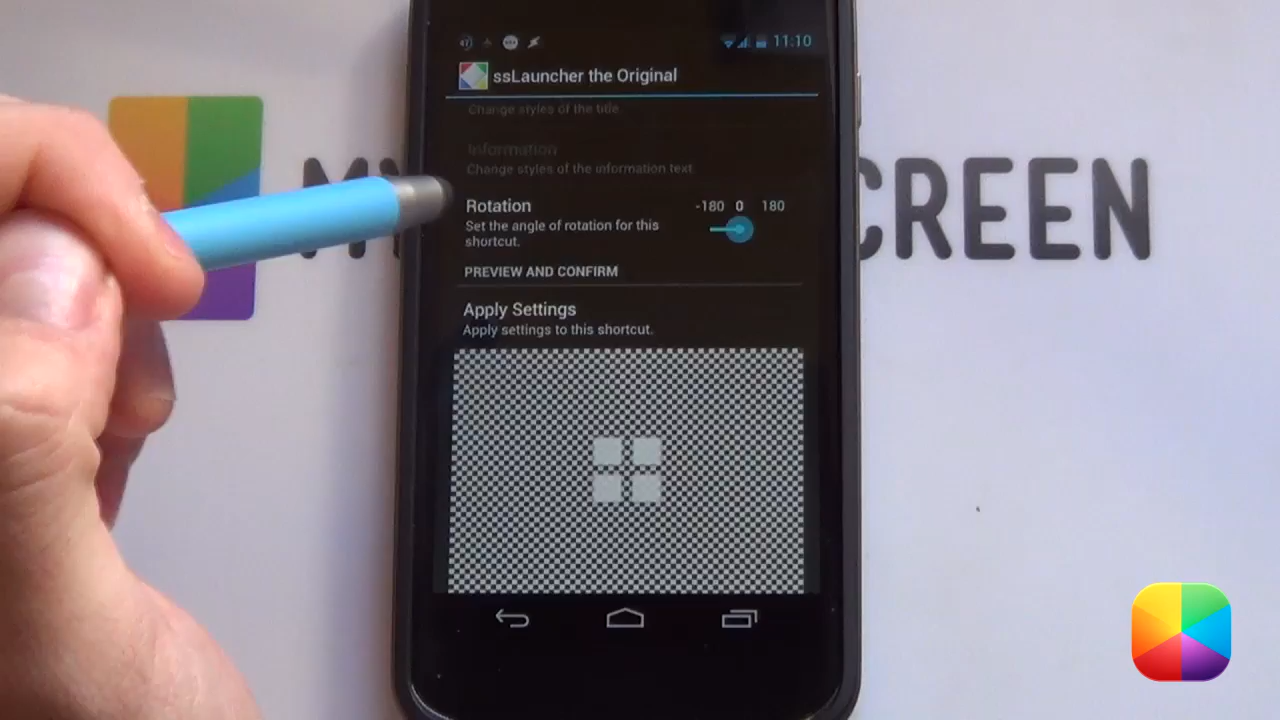 11:10
ssLauncher the Original
Change styles of the title.
Information
Change styles of the information text.
Rotation
-180 0 180
Set the angle of rotation for this
shortcut.
PREVIEW AND CONFIRM
Apply Settings
Apply settings to this shortcut.
MY
CREEN